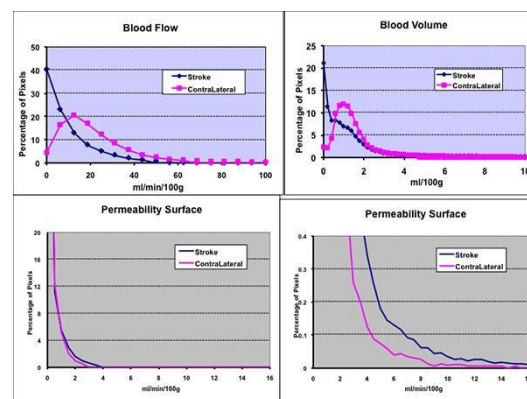 Blood Flow
Percentage of Pixels
50
40
30
20
10
0
Stroke
ContraLateral
0 20 40 60 80 100
ml/min/100g
Blood Volume
Percentage of Pixels
25
20
15
10
5
0
Stroke
ContraLateral
0 2 4 6 8 10
ml/100g
Permeability Surface
Percentage of Pixels
20
16
12
8
4
0
Stroke
ContraLateral
0 2 4 6 8 10 12 14 16
ml/min/100g
Permeability Surface
Percentage of Pixels
0.4
0.3
0.2
0.1
0
Stroke
ContraLateral
0 2 4 6 8 10 12 14
ml/min/100g